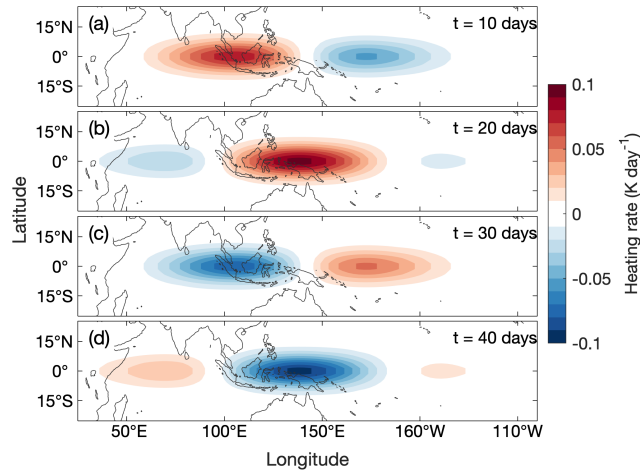 (a) t = 10 days
15°N
0°
15°S
(b) t = 20 days
15°N
0°
15°S
(c) t = 30 days
15°N
0°
15°S
(d) t = 40 days
15°N
0°
15°S
50°E 100°E 150°E 160°W 110°W
Longitude
Latitude
0.1
0.05
0
-0.05
-0.1
Heating rate (K day⁻¹)